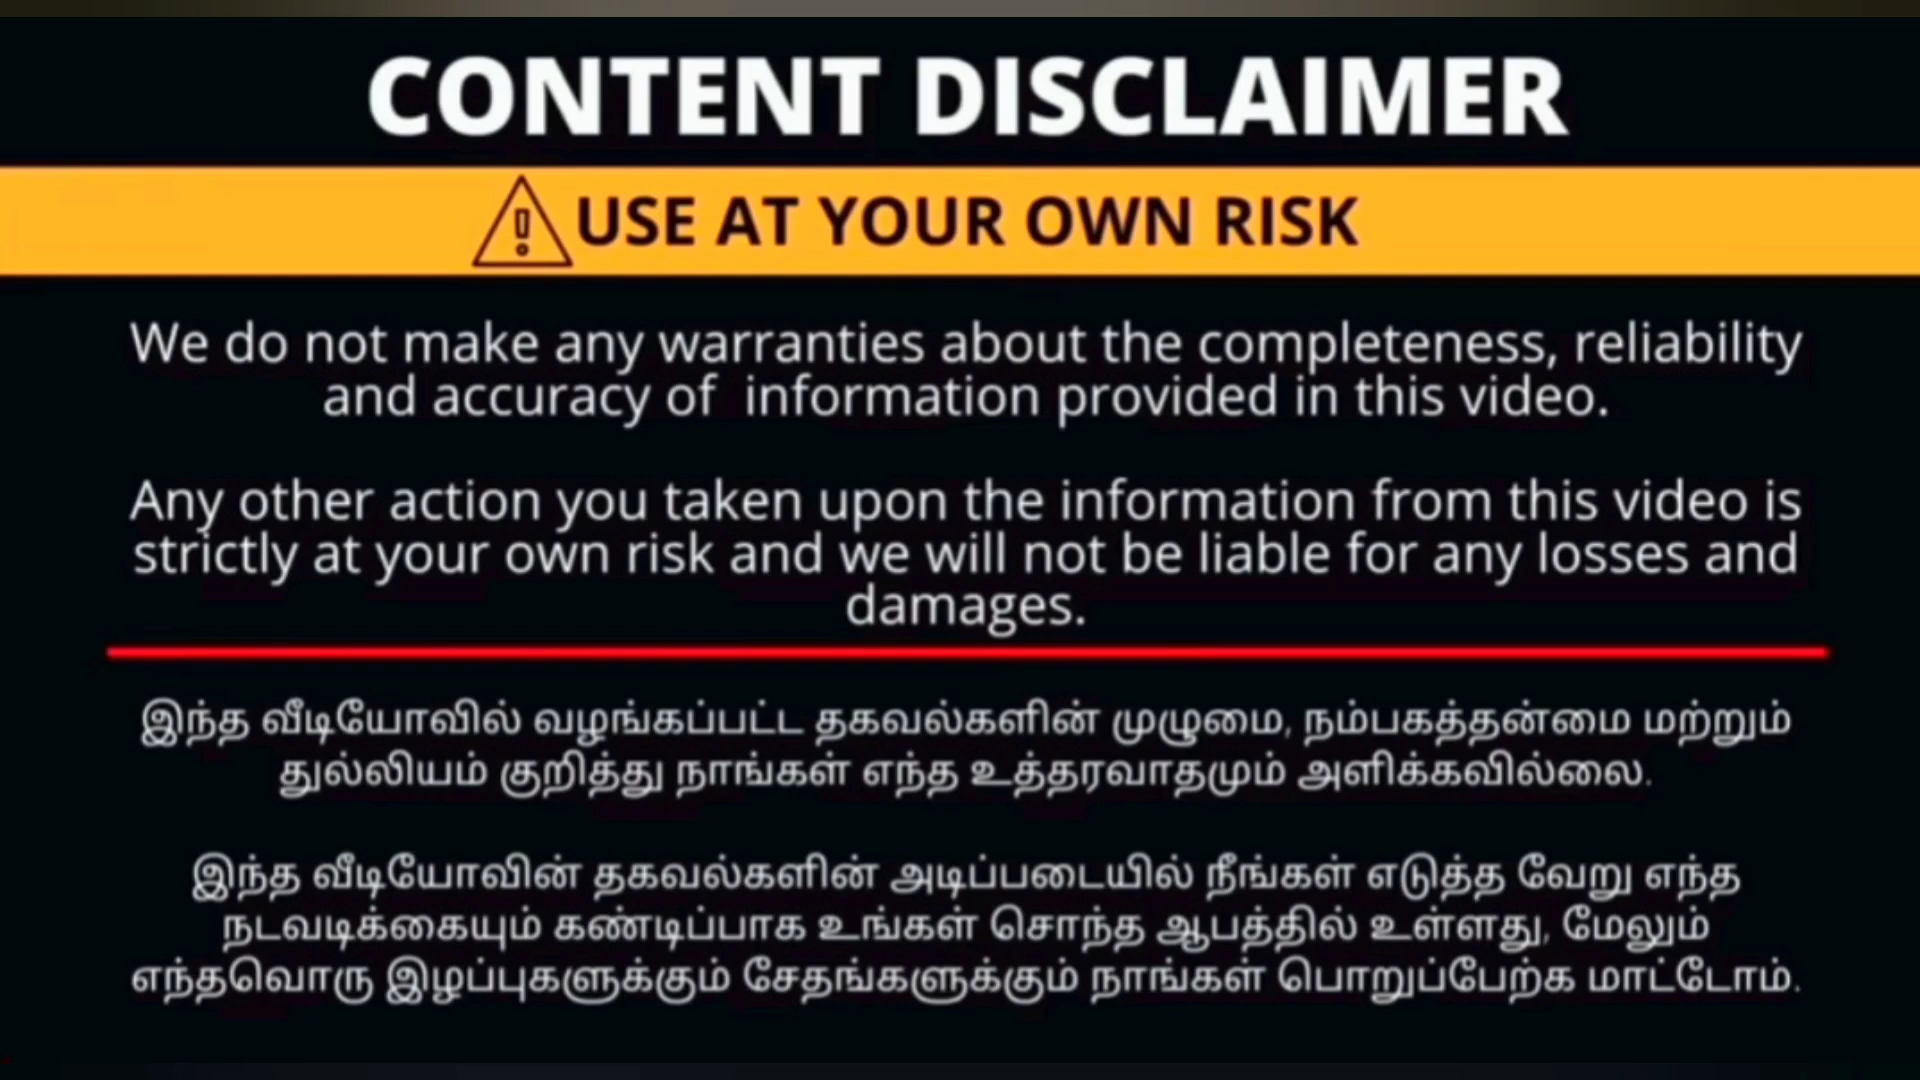 CONTENT DISCLAIMER
USE AT YOUR OWN RISK
We do not make any warranties about the completeness, reliability
and accuracy of information provided in this video.
Any other action you taken upon the information from this video is
strictly at your own risk and we will not be liable for any losses and
damages.
இந்த வீடியோவில் வழங்கப்பட்ட தகவல்களின் முழுமை, நம்பகத்தன்மை மற்றும்
துல்லியம் குறித்து நாங்கள் எந்த உத்தரவாதமும் அளிக்கவில்லை.
இந்த வீடியோவின் தகவல்களின் அடிப்படையில் நீங்கள் எடுத்த வேறு எந்த
நடவடிக்கையும் கண்டிப்பாக உங்கள் சொந்த ஆபத்தில் உள்ளது, மேலும்
எந்தவொரு இழப்புகளுக்கும் சேதங்களுக்கும் நாங்கள் பொறுப்பேற்க மாட்டோம்.